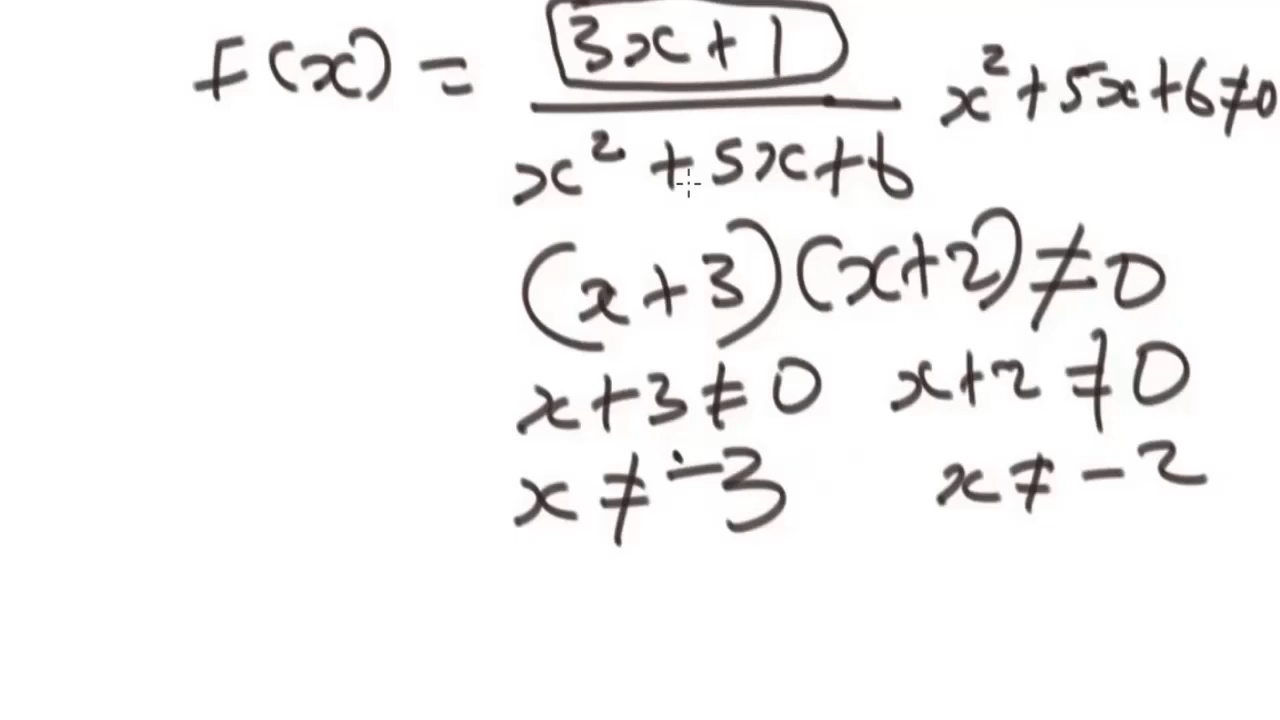 F(x) = 3x + 1
x² + 5x + 6 x² + 5x + 6 ≠ 0
(x + 3)(x + 2) ≠ 0
x + 3 ≠ 0 x + 2 ≠ 0
x ≠ -3 x ≠ -2